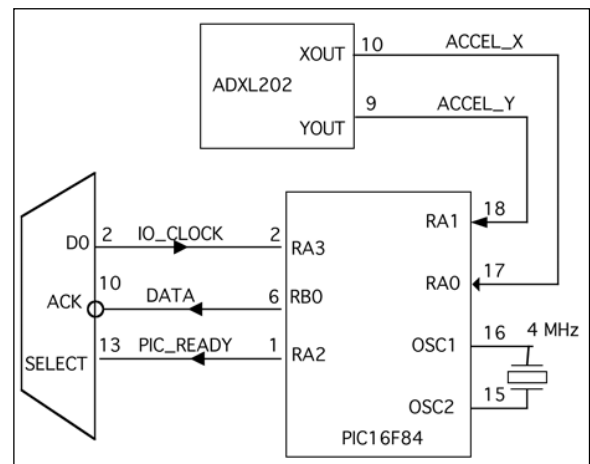 XOUT 10 ACCEL_X
ADXL202
9 ACCEL_Y
YOUT
RA1 18
D0 2 IO_CLOCK 2 RA3
RA0 17
10
ACK DATA 6 RB0
16 4 MHz
13 PIC_READY 1 RA2 OSC1
SELECT
15
OSC2
PIC16F84